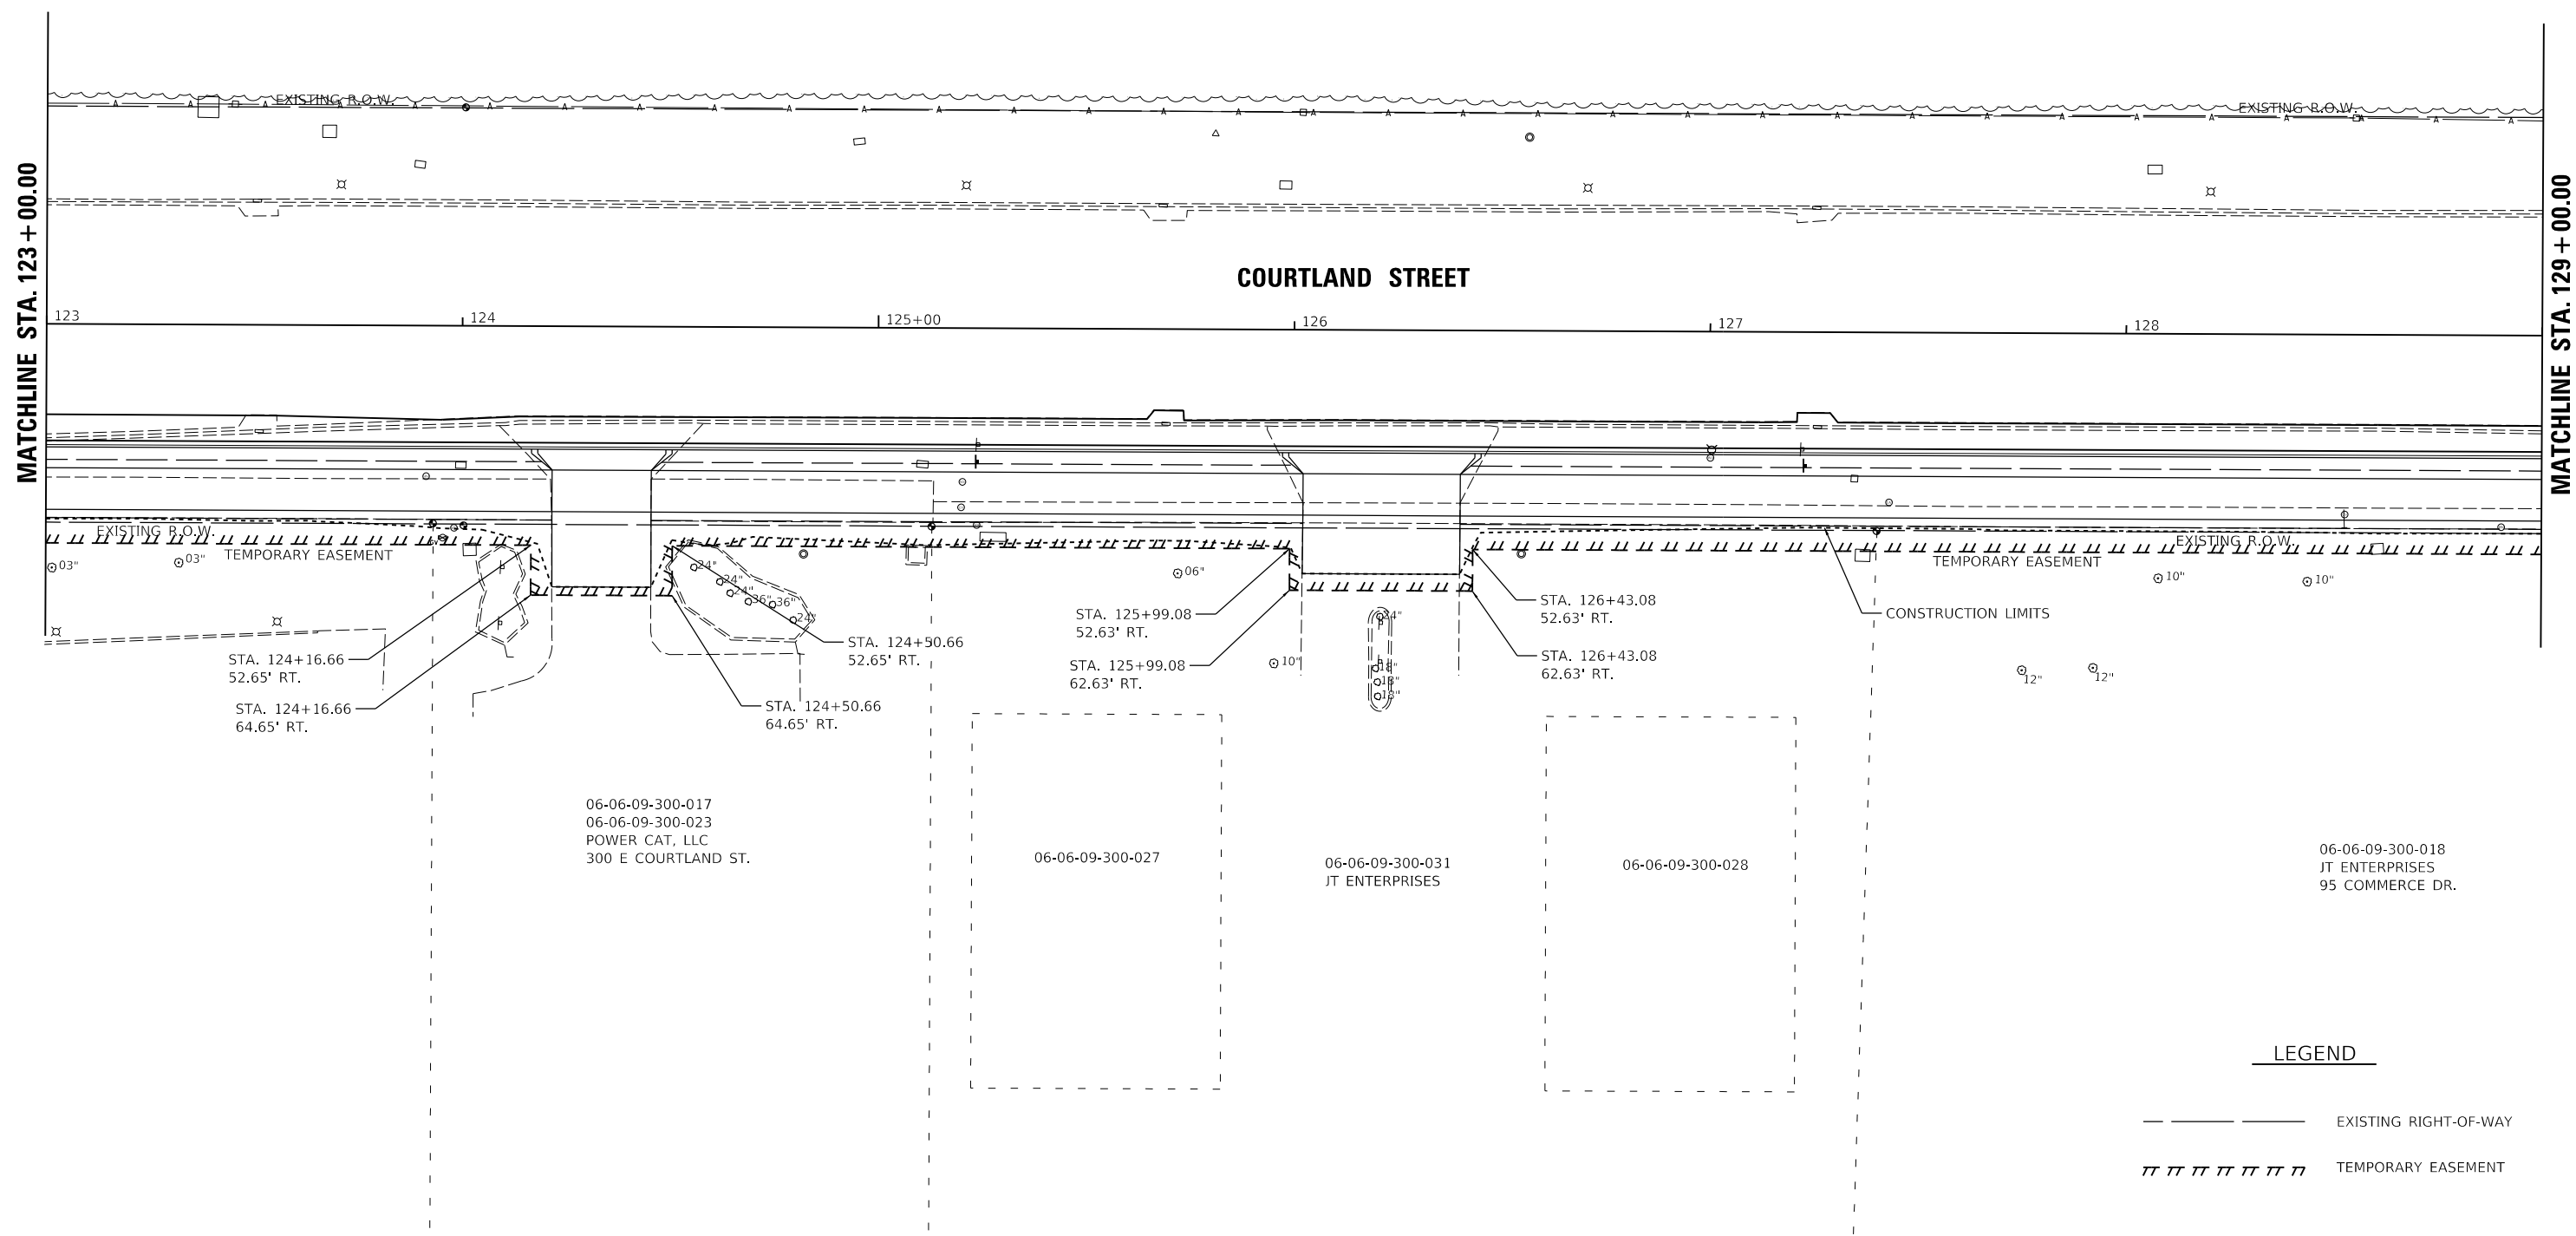 EXISTING R.O.W.
EXISTING R.O.W.
MATCHLINE STA. 123+00.00
MATCHLINE STA. 129+00.00
COURTLAND STREET
123
124
125+00
126
127
128
EXISTING R.O.W.
TEMPORARY EASEMENT
EXISTING R.O.W.
TEMPORARY EASEMENT
03"
03"
24"
24"
24"
36"
36"
24"
06"
10"
24"
18"
18"
18"
10"
10"
12"
12"
STA. 124+16.66
52.65' RT.
STA. 124+16.66
64.65' RT.
STA. 124+50.66
52.65' RT.
STA. 124+50.66
64.65' RT.
STA. 125+99.08
52.63' RT.
STA. 125+99.08
62.63' RT.
STA. 126+43.08
52.63' RT.
STA. 126+43.08
62.63' RT.
CONSTRUCTION LIMITS
06-06-09-300-017
06-06-09-300-023
POWER CAT, LLC
300 E COURTLAND ST.
06-06-09-300-027
06-06-09-300-031
JT ENTERPRISES
06-06-09-300-028
06-06-09-300-018
JT ENTERPRISES
95 COMMERCE DR.
LEGEND
EXISTING RIGHT-OF-WAY
TEMPORARY EASEMENT